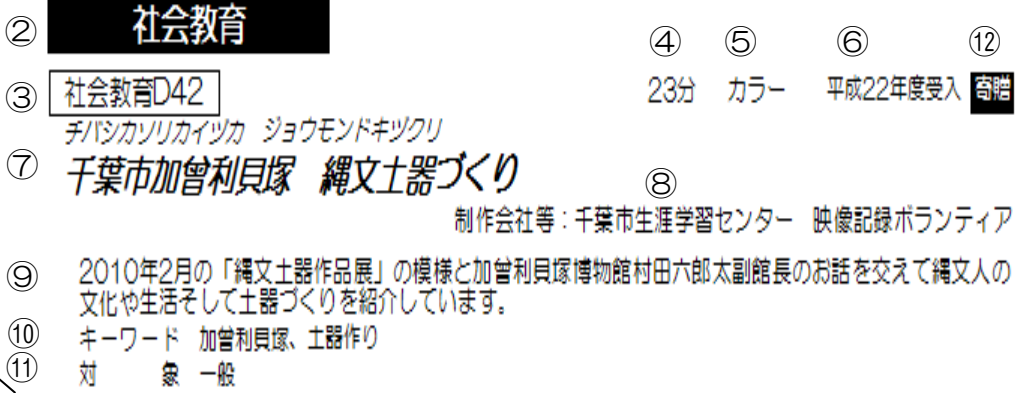 ② 社会教育
④ ⑤ ⑥ ⑫
③ 社会教育D42 23分 カラー 平成22年度受入 寄贈
チバシカソリカイヅカ ジョウモンドキヅクリ
⑦ 千葉市加曾利貝塚 縄文土器づくり
⑧
制作会社等：千葉市生涯学習センター 映像記録ボランティア
⑨ 2010年2月の「縄文土器作品展」の模様と加曾利貝塚博物館村田六郎太副館長のお話を交えて縄文人の
文化や生活そして土器づくりを紹介しています。
⑩ キーワード 加曾利貝塚、土器作り
⑪ 対 象 一般